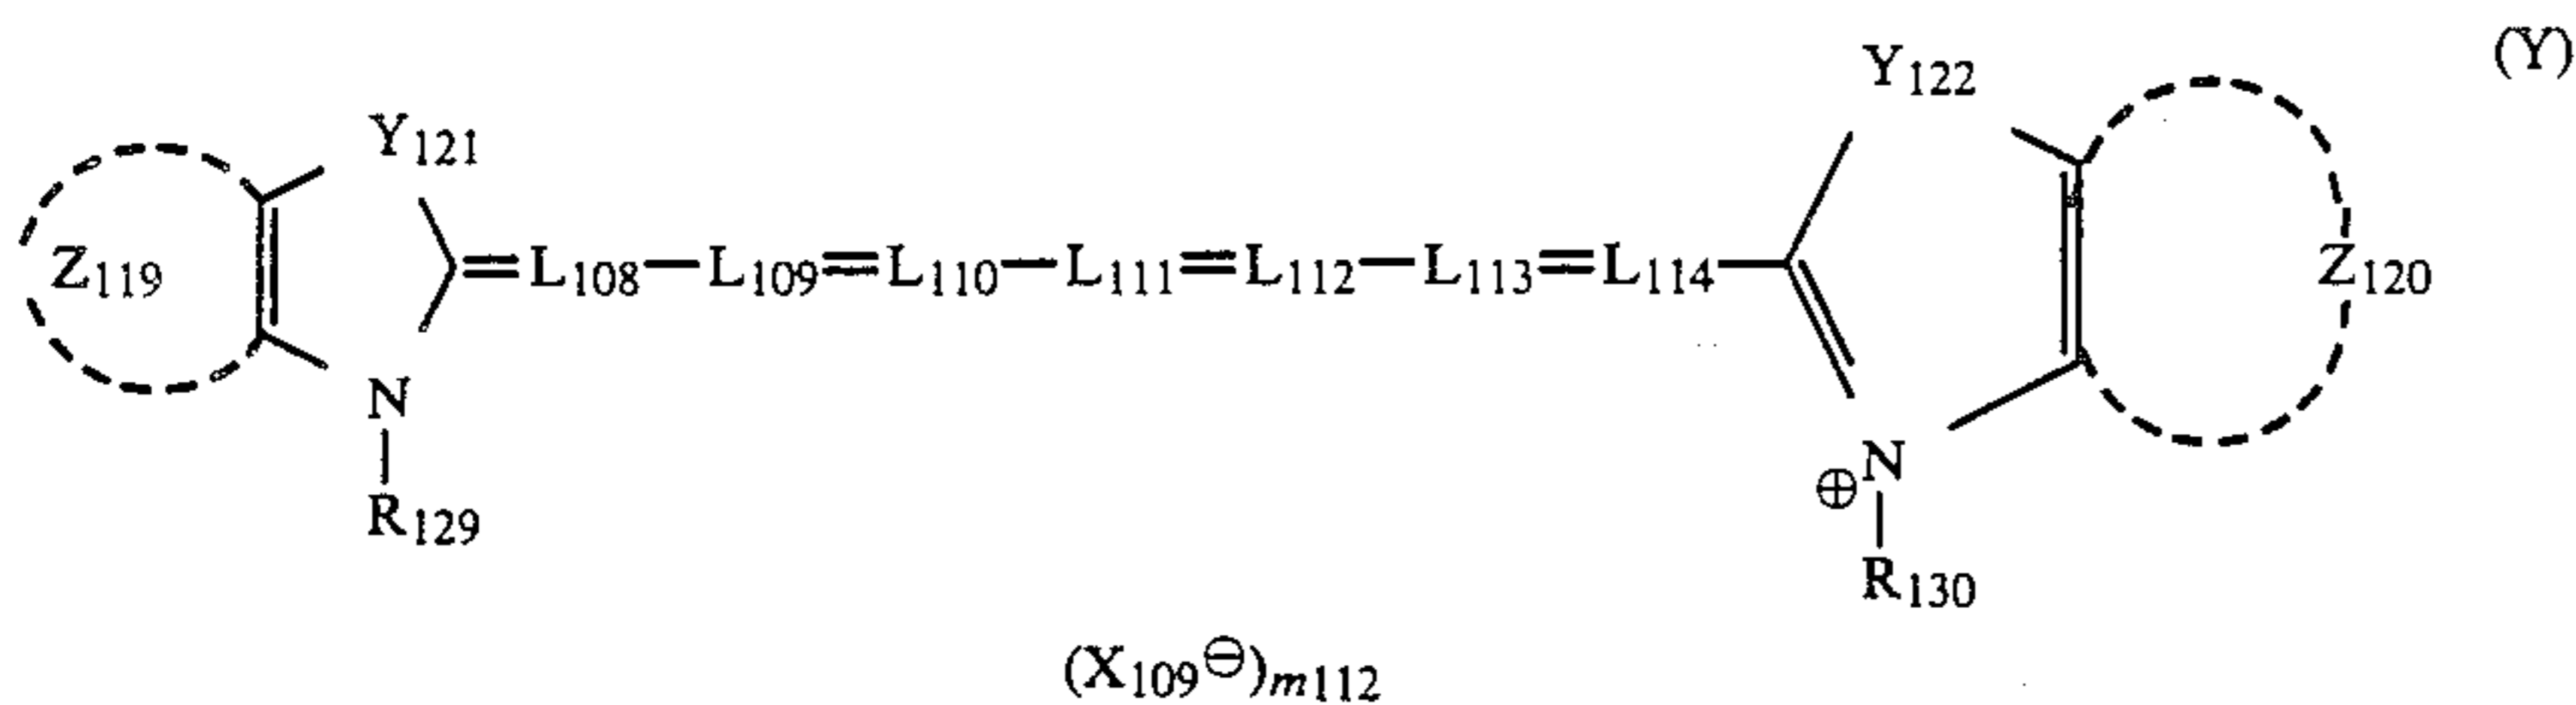 (Y)
Y122
Y121
Z119 =L108—L109=L110—L111=L112—L113=L114— Z120
N
R129
⊕N
R130
(X109⊖)m112